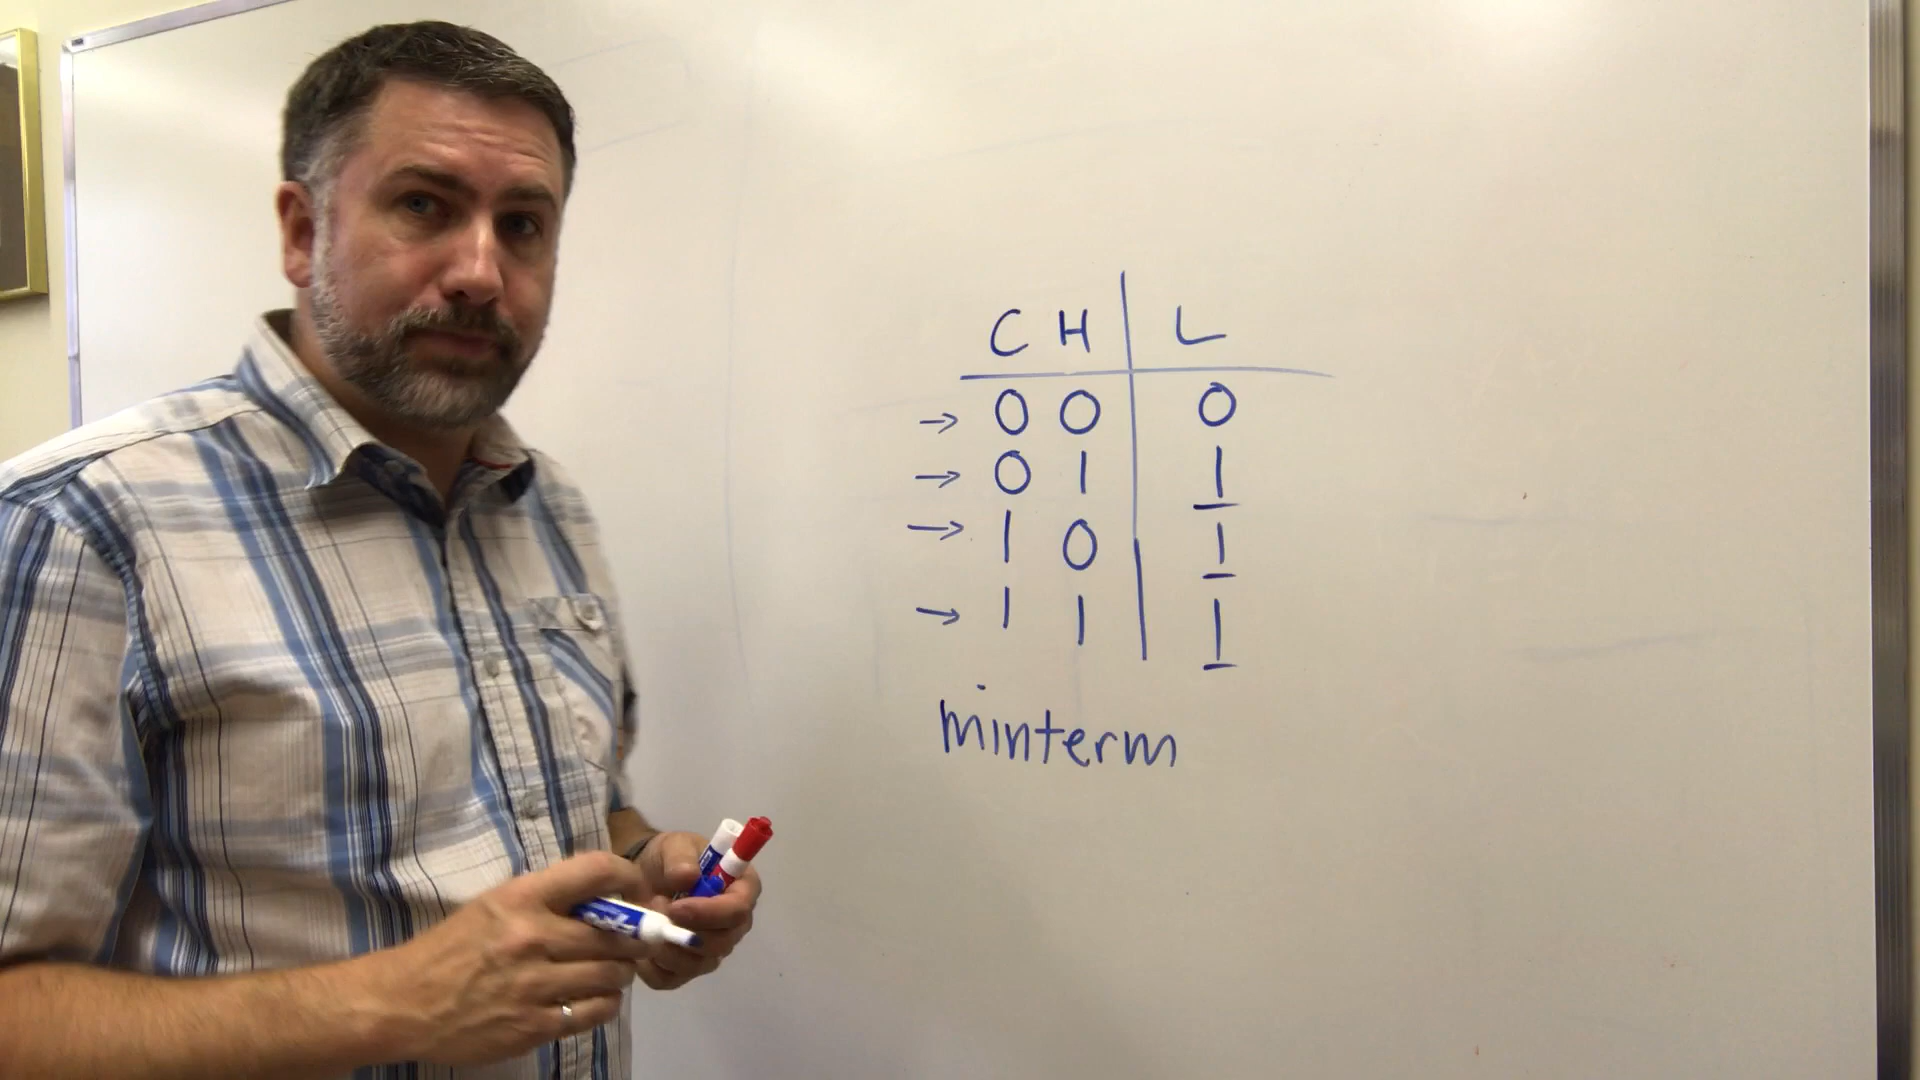 C H L
→ 0 0 0
→ 0 1 1
→ 1 0 1
→ 1 1 1
minterm